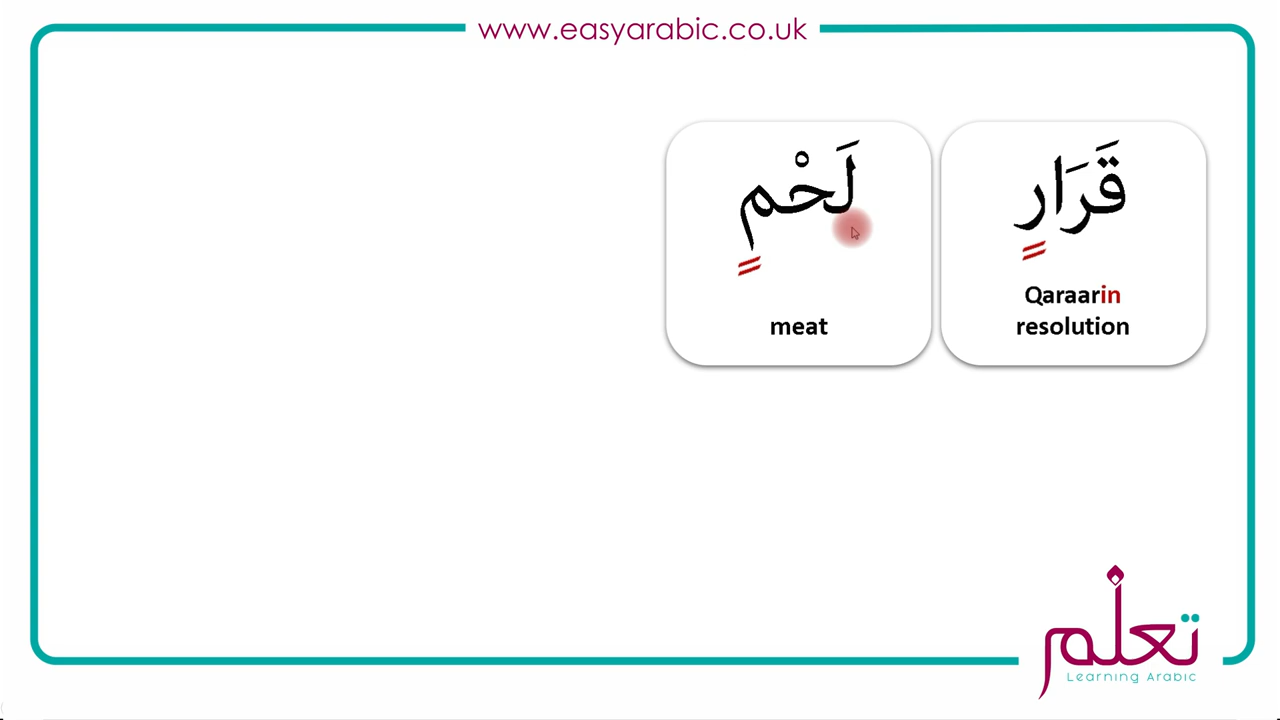 www.easyarabic.co.uk
قَرَارٍ
Qaraarin
resolution
لَحْمٍ
meat
تعلم
Learning Arabic